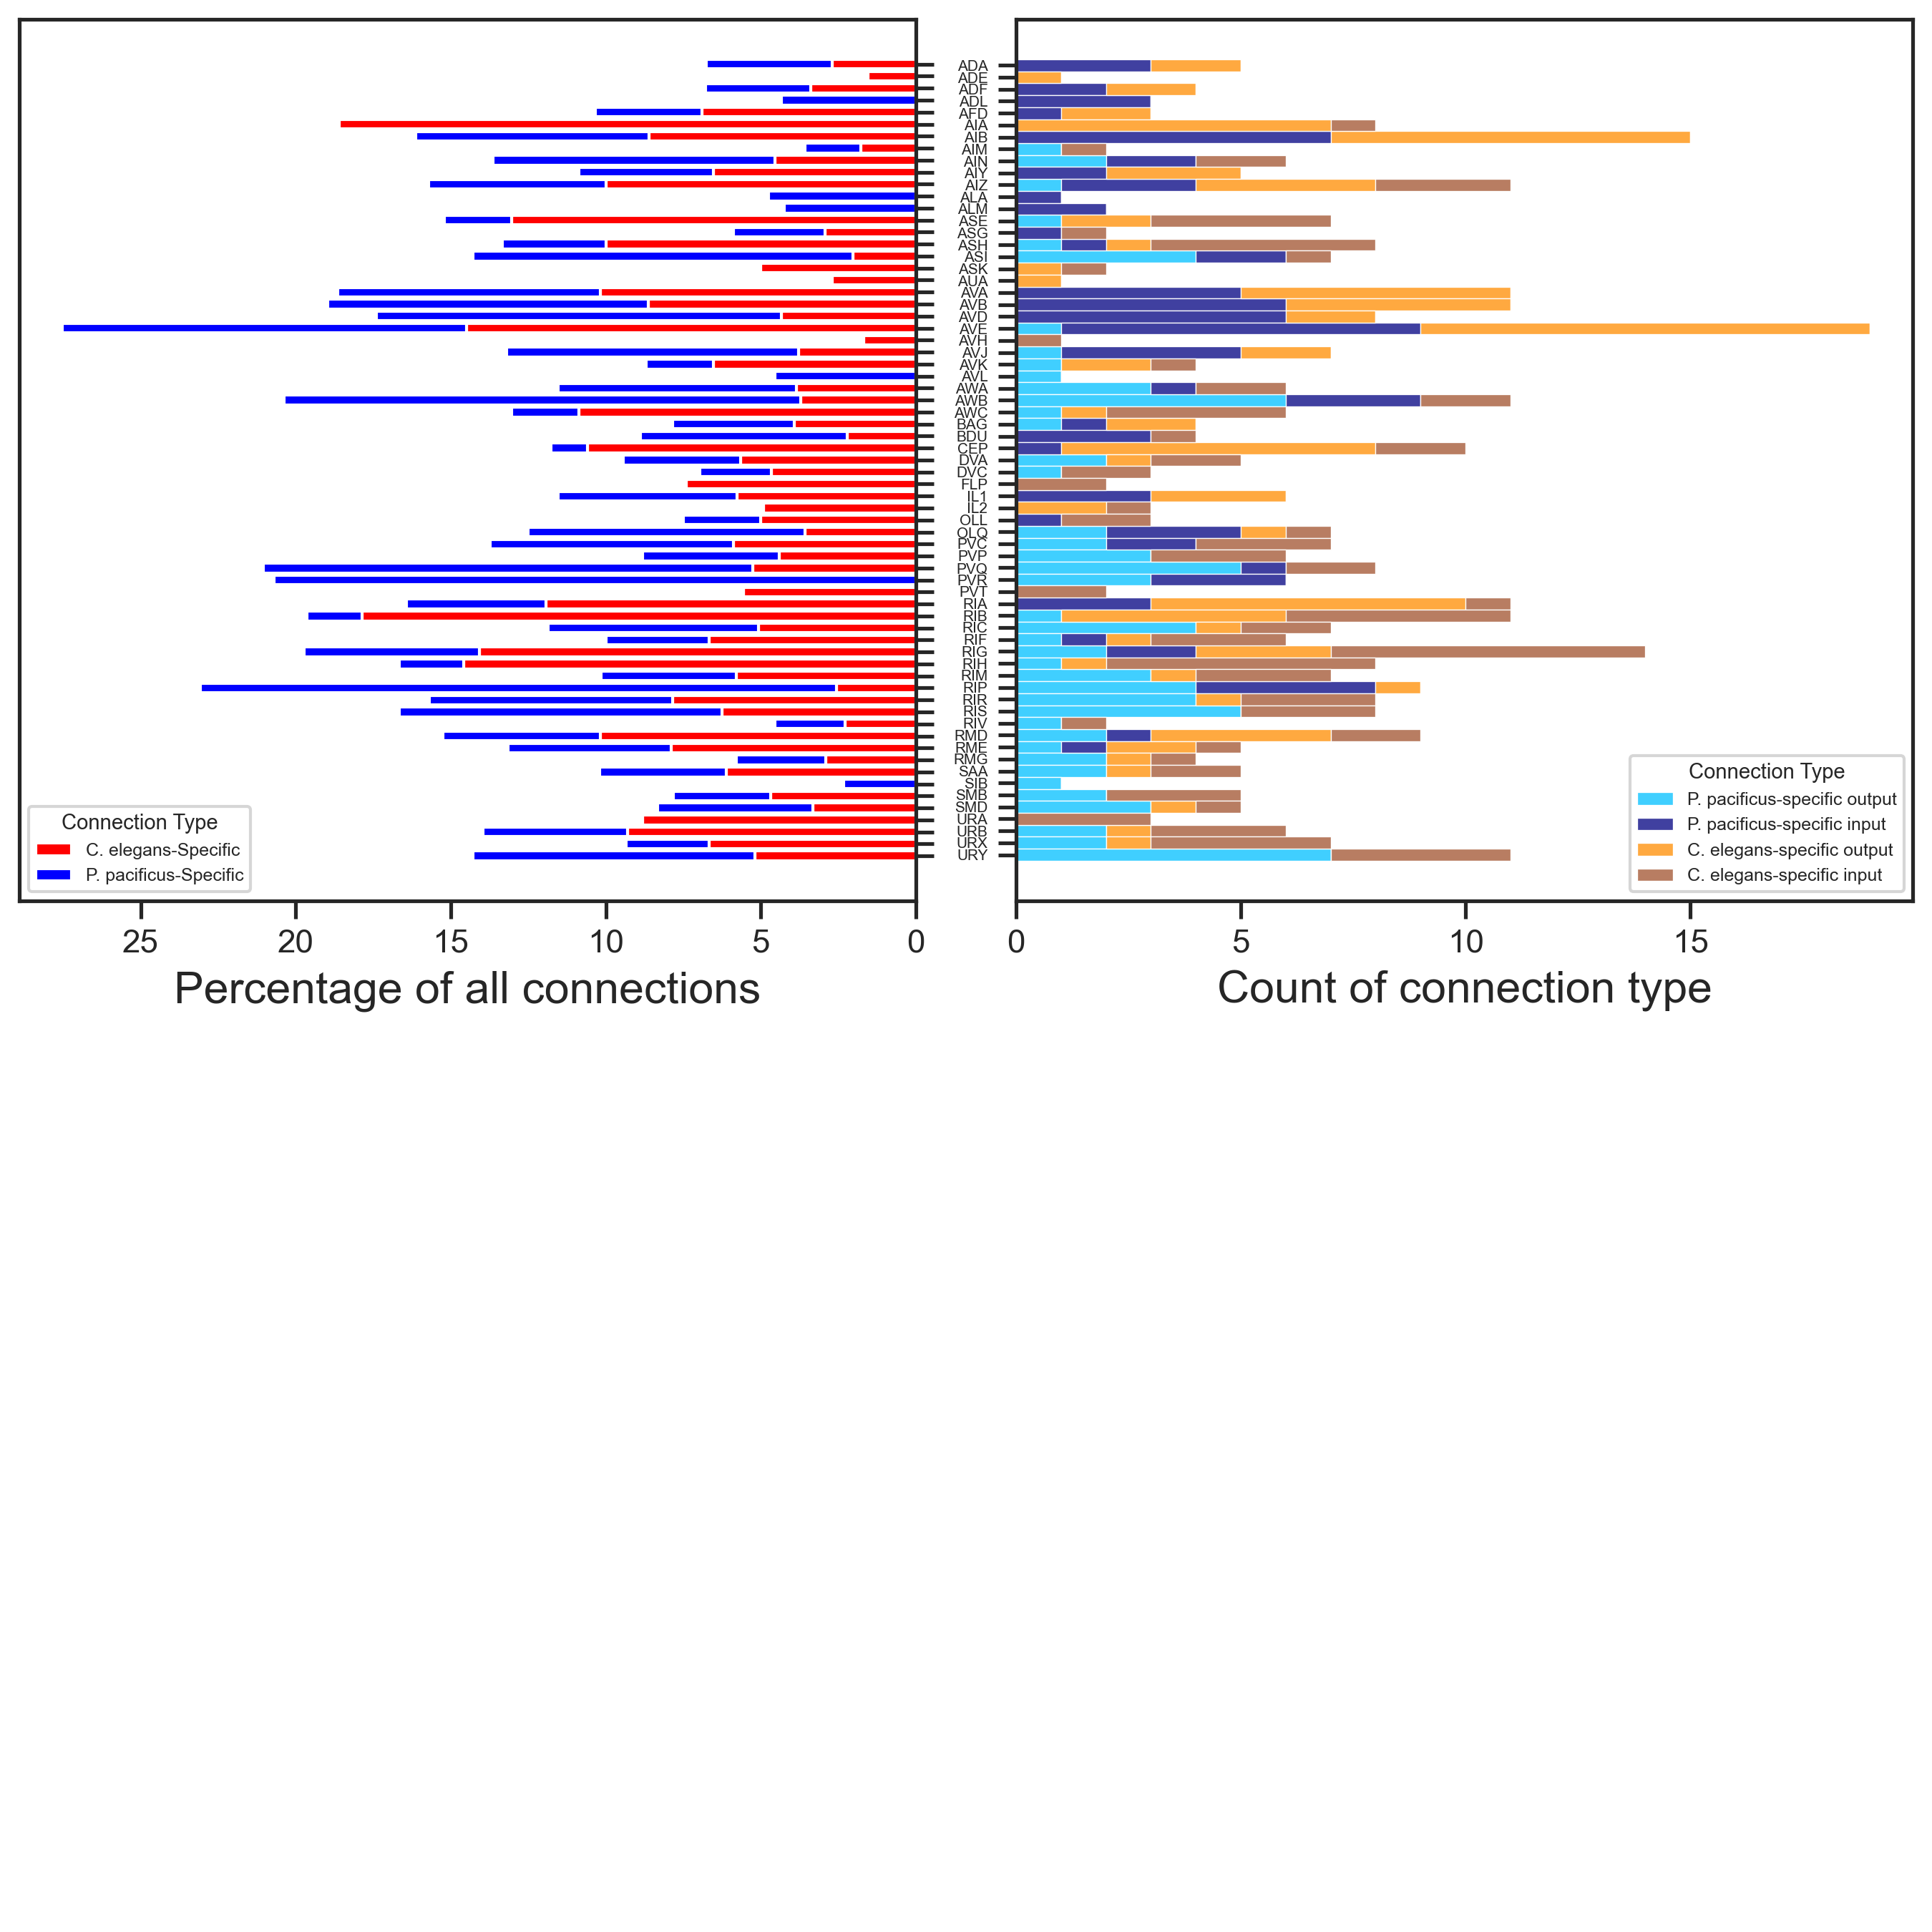 ADA
ADE
ADF
ADL
AFD
AIA
AIB
AIM
AIN
AIY
AIZ
ALA
ALM
ASE
ASG
ASH
ASI
ASK
AUA
AVA
AVB
AVD
AVE
AVH
AVJ
AVK
AVL
AWA
AWB
AWC
BAG
BDU
CEP
DVA
DVC
FLP
IL1
IL2
OLL
OLQ
PVC
PVP
PVQ
PVR
PVT
RIA
RIB
RIC
RIF
RIG
RIH
RIM
RIP
RIR
RIS
RIV
RMD
RME
RMG
SAA
SIB
SMB
SMD
URA
URB
URX
URY
Connection Type
C. elegans-Specific
P. pacificus-Specific
25 20 15 10 5 0
Percentage of all connections
Connection Type
P. pacificus-specific output
P. pacificus-specific input
C. elegans-specific output
C. elegans-specific input
0 5 10 15
Count of connection type